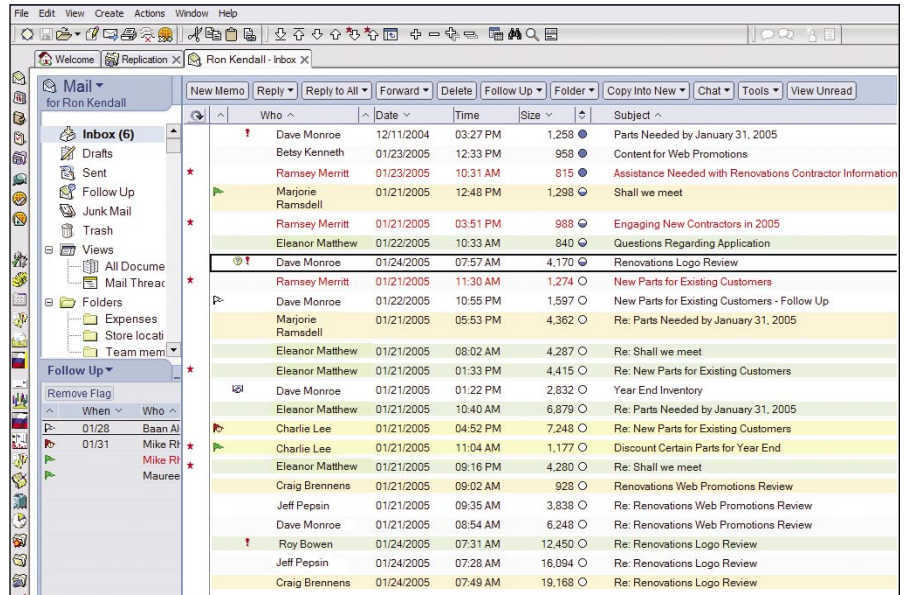 File Edit View Create Actions Window Help
Welcome Replication Ron Kendall - Inbox
Mail
for Ron Kendall
Inbox (6)
Drafts
Sent
Follow Up
Junk Mail
Trash
Views
All Docume
Mail Threac
Folders
Expenses
Store locati
Team mem
Follow Up
Remove Flag
When Who
01/28 Baan Al
01/31 Mike Rh
Mike Rh
Mauree
New Memo Reply Reply to All Forward Delete Follow Up Folder Copy Into New Chat Tools View Unread
Who Date Time Size Subject
Dave Monroe 12/11/2004 03:27 PM 1,258 Parts Needed by January 31, 2005
Betsy Kenneth 01/23/2005 12:33 PM 958 Content for Web Promotions
Ramsey Merritt 01/23/2005 10:31 AM 815 Assistance Needed with Renovations Contractor Information
Marjorie 01/21/2005 12:48 PM 1,298 Shall we meet
Ramsdell
Ramsey Merritt 01/21/2005 03:51 PM 988 Engaging New Contractors in 2005
Eleanor Matthew 01/22/2005 10:33 AM 840 Questions Regarding Application
Dave Monroe 01/24/2005 07:57 AM 4,170 Renovations Logo Review
Ramsey Merritt 01/21/2005 11:30 AM 1,274 New Parts for Existing Customers
Dave Monroe 01/22/2005 10:55 PM 1,597 New Parts for Existing Customers - Follow Up
Marjorie 01/21/2005 05:53 PM 4,362 Re: Parts Needed by January 31, 2005
Ramsdell
Eleanor Matthew 01/21/2005 08:02 AM 4,287 Re: Shall we meet
Eleanor Matthew 01/21/2005 01:33 PM 4,415 Re: New Parts for Existing Customers
Dave Monroe 01/21/2005 01:22 PM 2,832 Year End Inventory
Eleanor Matthew 01/21/2005 10:40 AM 6,879 Re: Parts Needed by January 31, 2005
Charlie Lee 01/21/2005 04:52 PM 7,248 Re: New Parts for Existing Customers
Charlie Lee 01/21/2005 11:04 AM 1,177 Discount Certain Parts for Year End
Eleanor Matthew 01/21/2005 09:16 PM 4,280 Re: Shall we meet
Craig Brennens 01/21/2005 09:02 AM 928 Renovations Web Promotions Review
Jeff Pepsin 01/21/2005 09:35 AM 3,838 Re: Renovations Web Promotions Review
Dave Monroe 01/21/2005 08:54 AM 6,248 Re: Renovations Web Promotions Review
Roy Bowen 01/24/2005 07:31 AM 12,450 Re: Renovations Logo Review
Jeff Pepsin 01/24/2005 07:28 AM 16,094 Re: Renovations Logo Review
Craig Brennens 01/24/2005 07:49 AM 19,168 Re: Renovations Logo Review